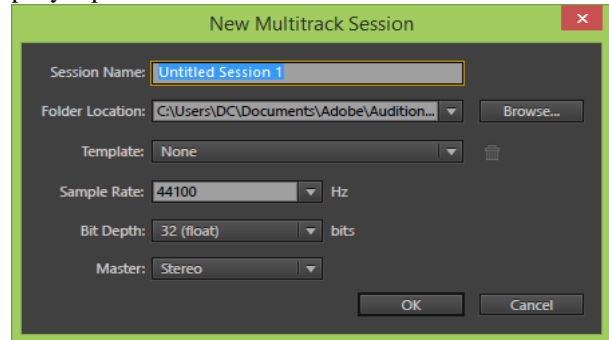 New Multitrack Session
Session Name: Untitled Session 1
Folder Location: C:\Users\DC\Documents\Adobe\Audition... Browse...
Template: None
Sample Rate: 44100 Hz
Bit Depth: 32 (float) bits
Master: Stereo
OK Cancel